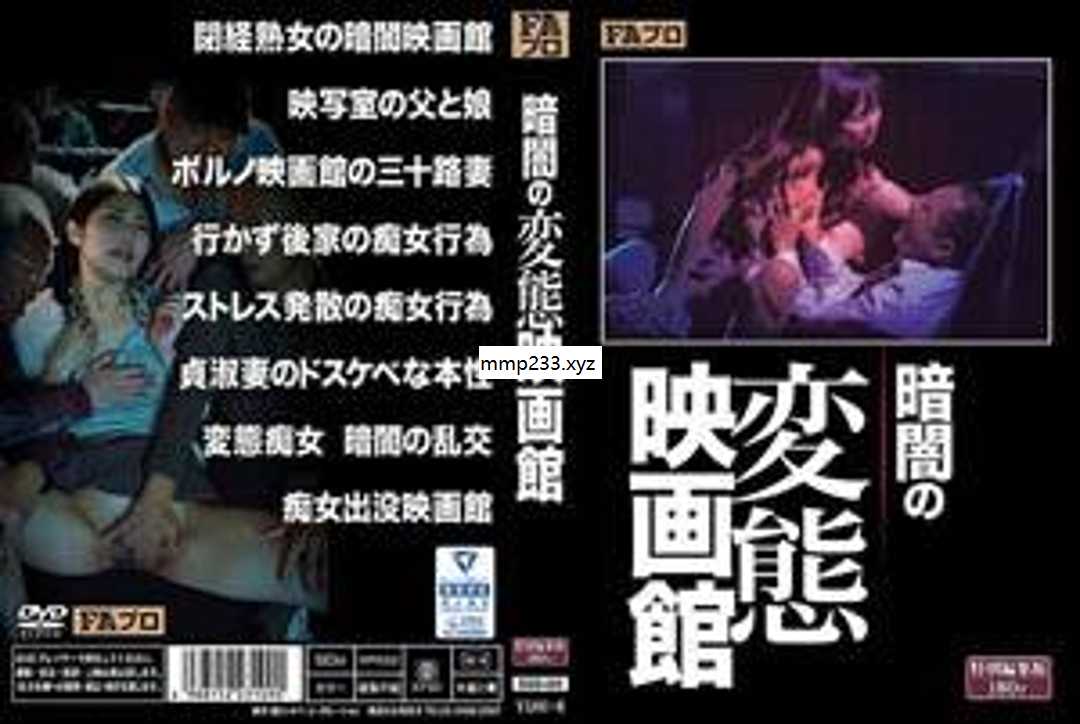 閉経熟女の暗闇映画館
映写室の父と娘
ポルノ映画館の三十路妻
行かず後家の痴女行為
ストレス発散の痴女行為
貞淑妻のドスケベな本性
変態痴女 暗闇の乱交
痴女出没映画館
DVD
FAプロ
FAプロ
暗闇の変態映画館
mmp233.xyz
FAプロ
暗闇の
変態
映画館